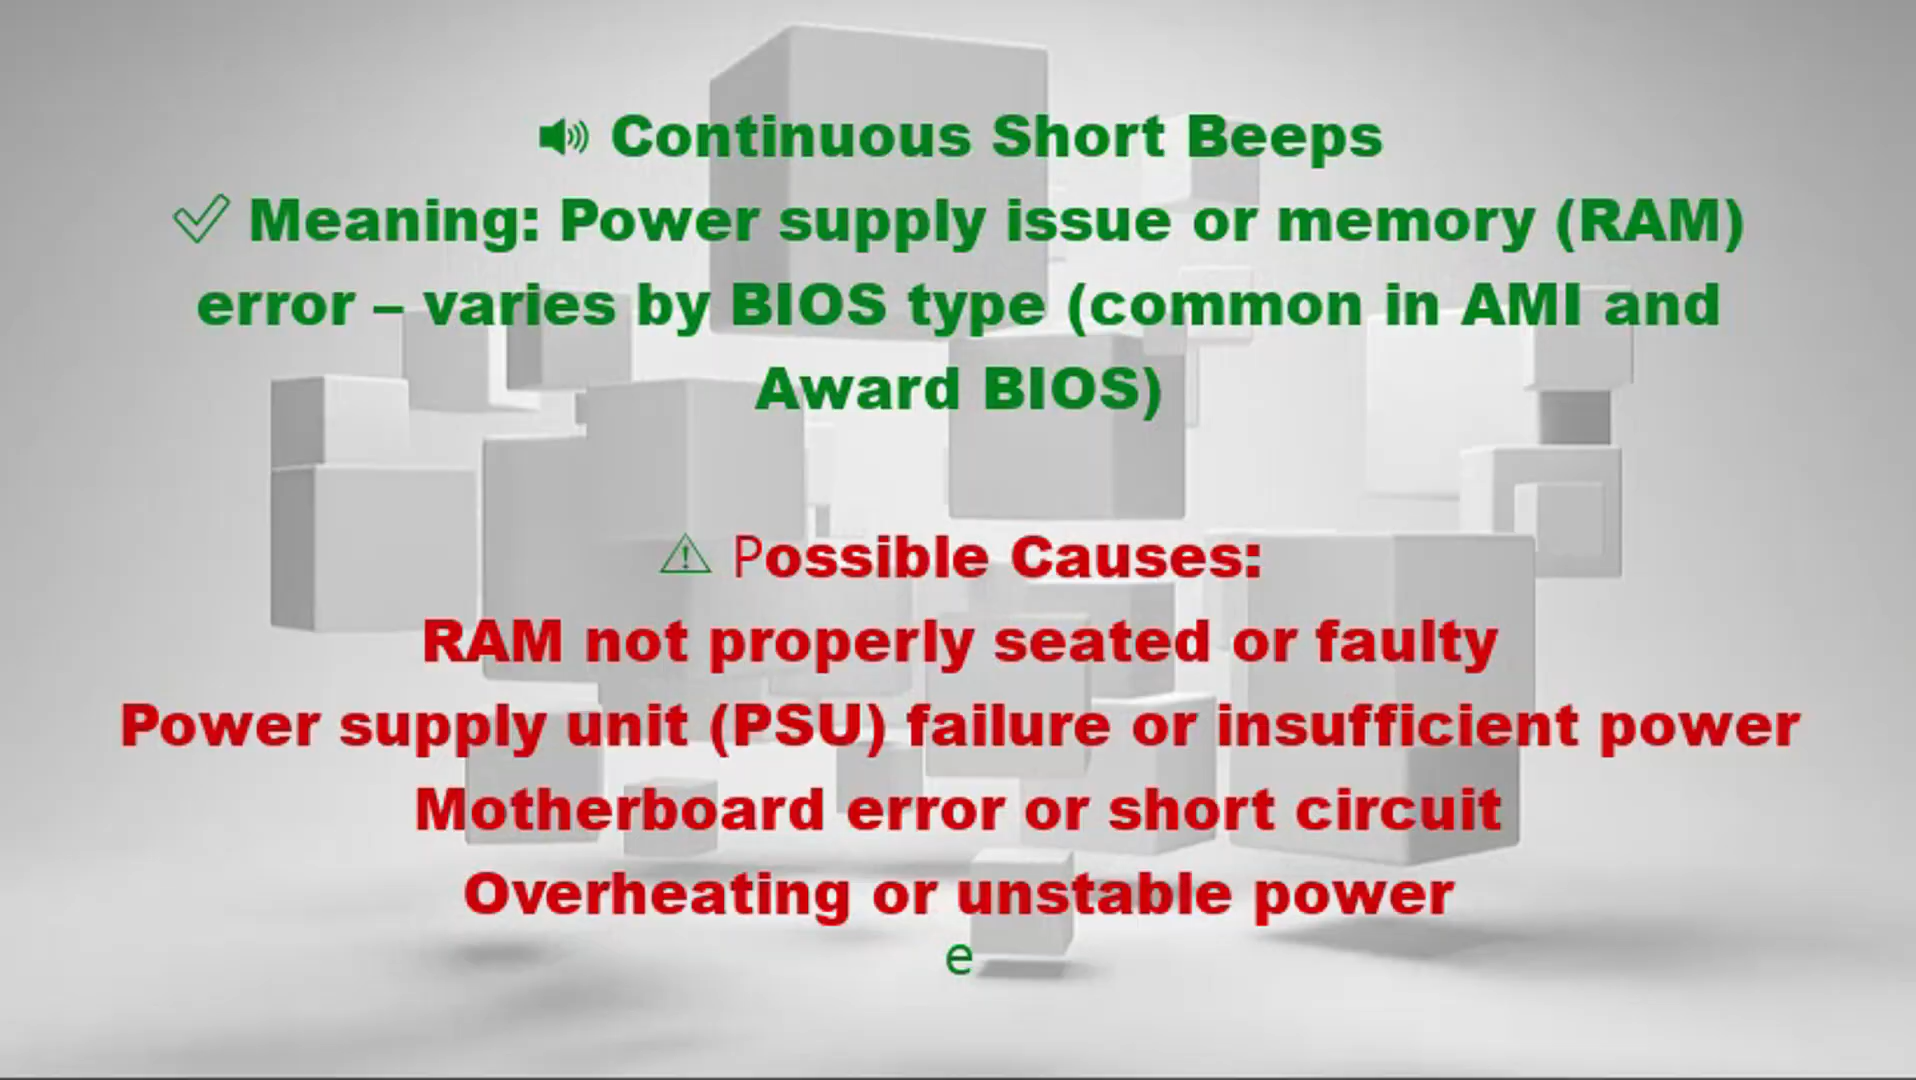 🔊 Continuous Short Beeps
✅ Meaning: Power supply issue or memory (RAM)
error – varies by BIOS type (common in AMI and
Award BIOS)
⚠ Possible Causes:
RAM not properly seated or faulty
Power supply unit (PSU) failure or insufficient power
Motherboard error or short circuit
Overheating or unstable power
e